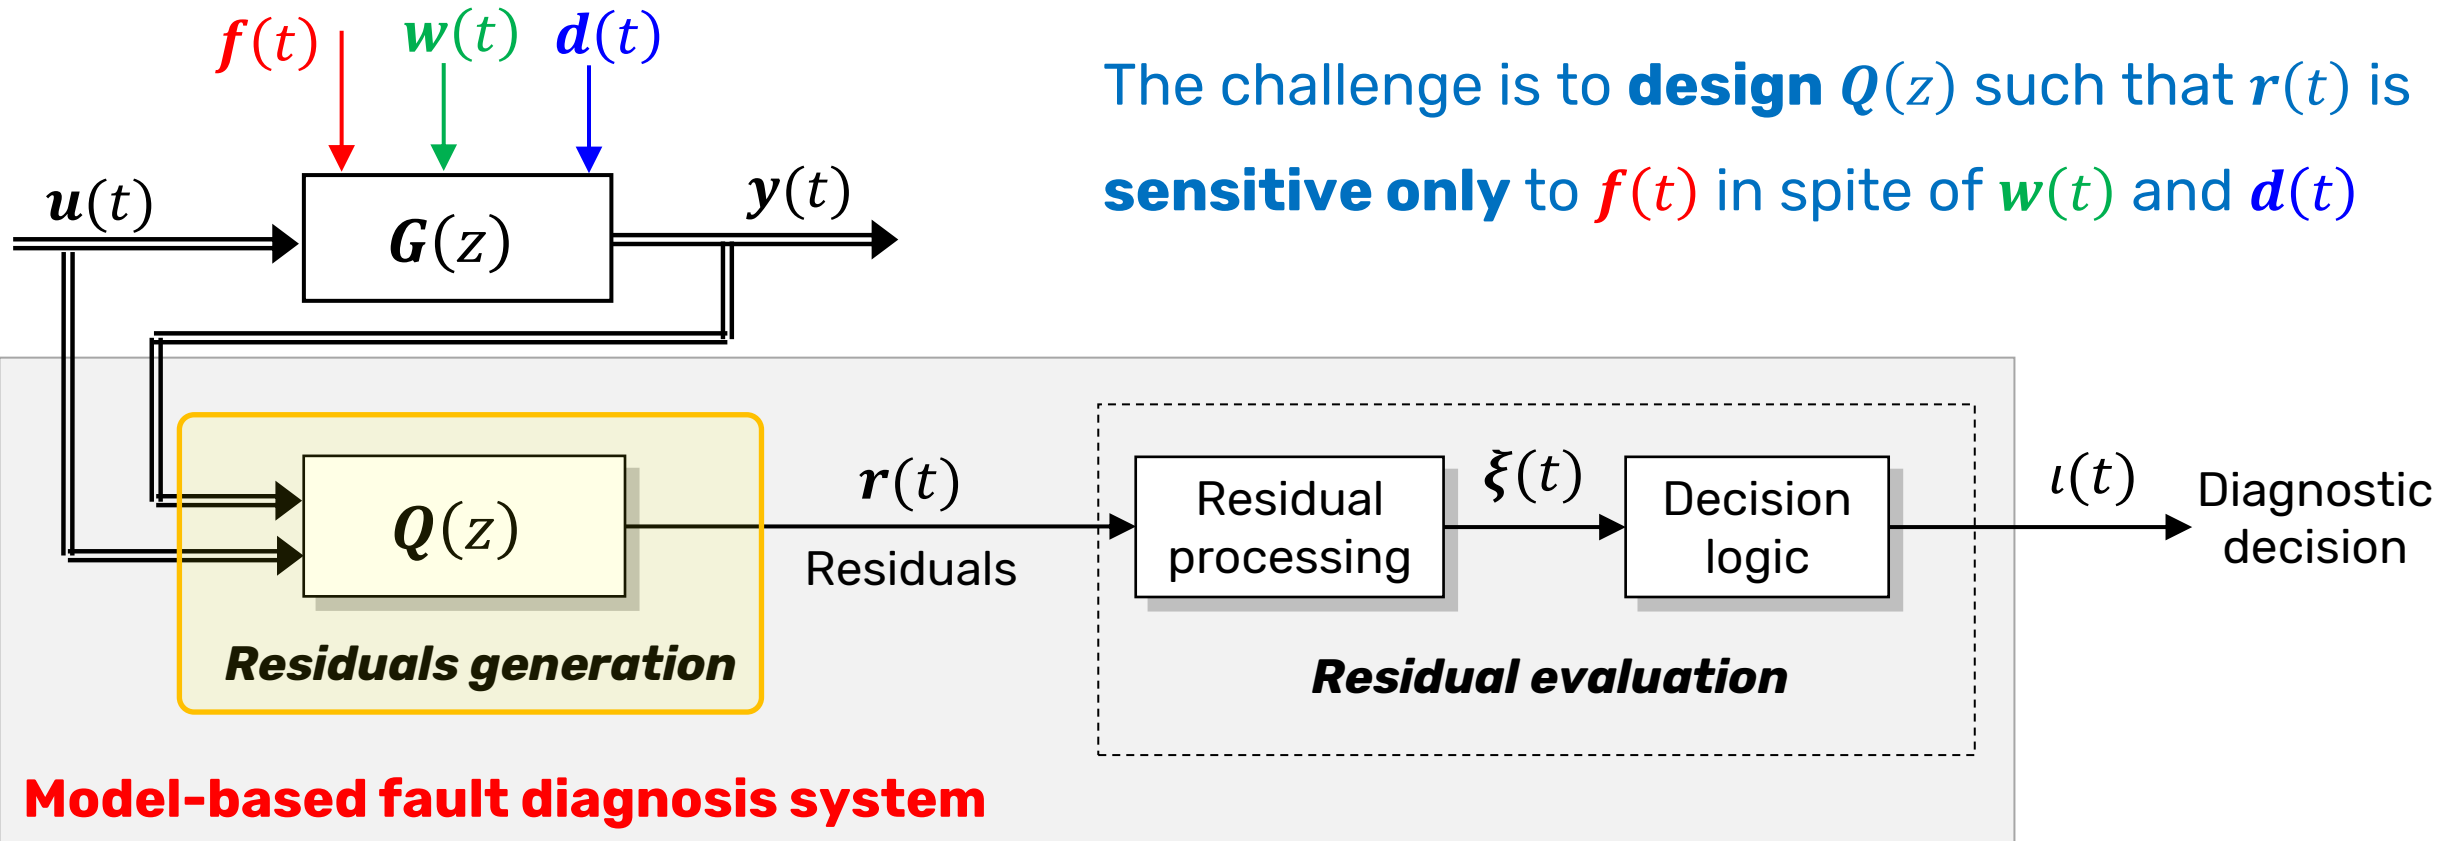 f(t)
w(t)
d(t)
The challenge is to design Q(z) such that r(t) is
sensitive only to f(t) in spite of w(t) and d(t)
u(t)
G(z)
y(t)
Q(z)
Residuals generation
r(t)
Residuals
Residual
processing
ξ(t)
Decision
logic
Residual evaluation
ι(t)
Diagnostic
decision
Model-based fault diagnosis system